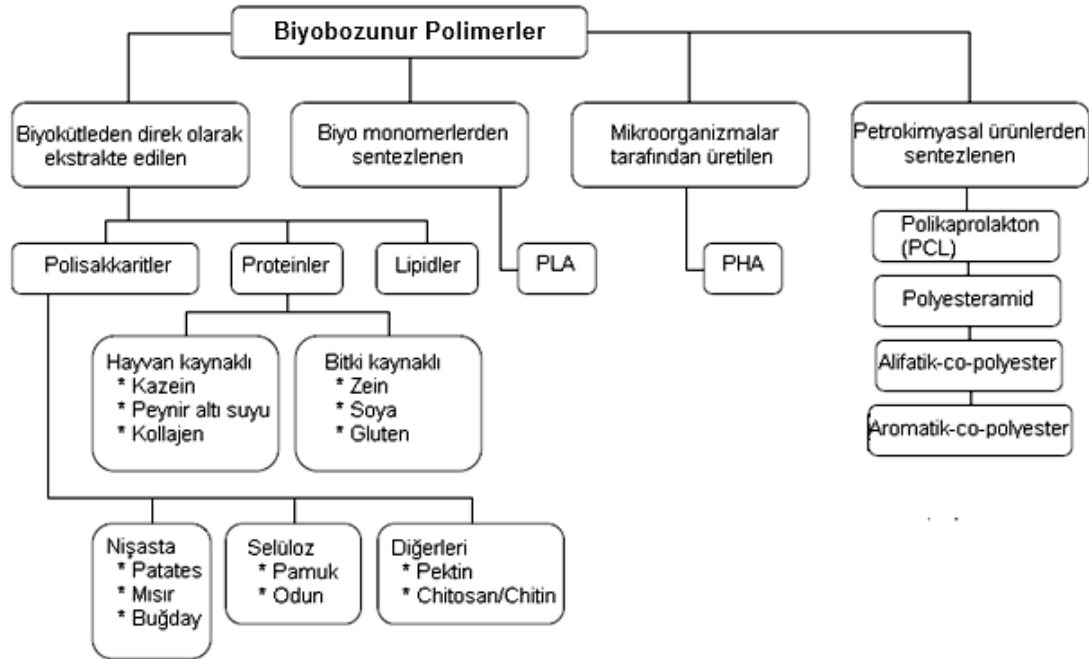 Biyobozunur Polimerler
Biyokütleden direk olarak
ekstrakte edilen
Biyo monomerlerden
sentezlenen
Mikroorganizmalar
tarafından üretilen
Petrokimyasal ürünlerden
sentezlenen
Polisakkaritler
Proteinler
Lipidler
PLA
PHA
Polikaprolakton
(PCL)
Polyesteramid
Alifatik-co-polyester
Aromatik-co-polyester
Hayvan kaynaklı
* Kazein
* Peynir altı suyu
* Kollajen
Bitki kaynaklı
* Zein
* Soya
* Gluten
Nişasta
* Patates
* Mısır
* Buğday
Selüloz
* Pamuk
* Odun
Diğerleri
* Pektin
* Chitosan/Chitin